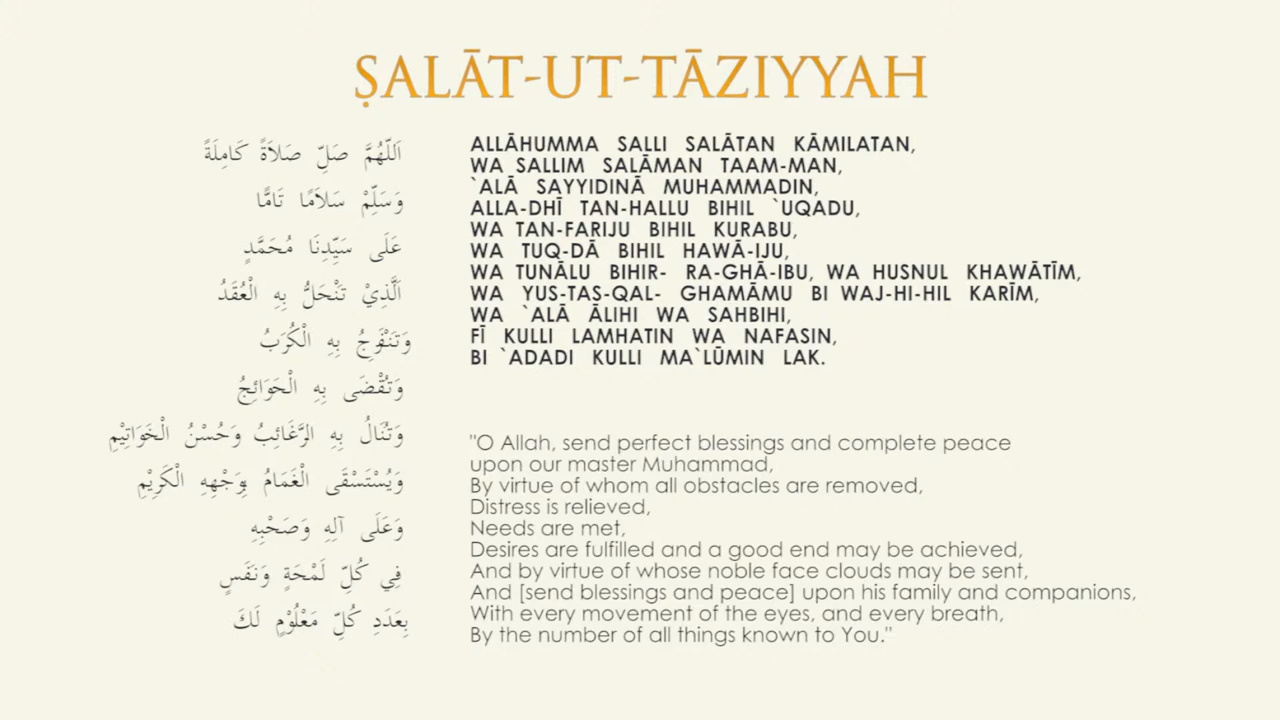 ṢALĀT-UT-TĀZIYYAH
اَللّٰهُمَّ صَلِّ صَلاَةً كَامِلَةً
وَسَلِّمْ سَلاَمًا تَامًّا
عَلَى سَيِّدِنَا مُحَمَّدٍ
اَلَّذِيْ تَنْحَلُّ بِهِ الْعُقَدُ
وَتَنْفَرِجُ بِهِ الْكُرَبُ
وَتُقْضَى بِهِ الْحَوَائِجُ
وَتُنَالُ بِهِ الرَّغَائِبُ وَحُسْنُ الْخَوَاتِيْمِ
وَيُسْتَسْقَى الْغَمَامُ بِوَجْهِهِ الْكَرِيْمِ
وَعَلَى آلِهِ وَصَحْبِهِ
فِي كُلِّ لَمْحَةٍ وَنَفَسٍ
بِعَدَدِ كُلِّ مَعْلُوْمٍ لَكَ
ALLĀHUMMA SALLI SALĀTAN KĀMILATAN,
WA SALLIM SALĀMAN TAAM-MAN,
`ALĀ SAYYIDINĀ MUHAMMADIN,
ALLA-DHĪ TAN-HALLU BIHIL `UQADU,
WA TAN-FARIJU BIHIL KURABU,
WA TUQ-DĀ BIHIL HAWĀ-IJU,
WA TUNĀLU BIHIR- RA-GHĀ-IBU, WA HUSNUL KHAWĀTĪM,
WA YUS-TAS-QAL- GHAMĀMU BI WAJ-HI-HIL KARĪM,
WA `ALĀ ĀLIHI WA SAHBIHI,
FĪ KULLI LAMHATIN WA NAFASIN,
BI `ADADI KULLI MA`LŪMIN LAK.
"O Allah, send perfect blessings and complete peace
upon our master Muhammad,
By virtue of whom all obstacles are removed,
Distress is relieved,
Needs are met,
Desires are fulfilled and a good end may be achieved,
And by virtue of whose noble face clouds may be sent,
And [send blessings and peace] upon his family and companions,
With every movement of the eyes, and every breath,
By the number of all things known to You."